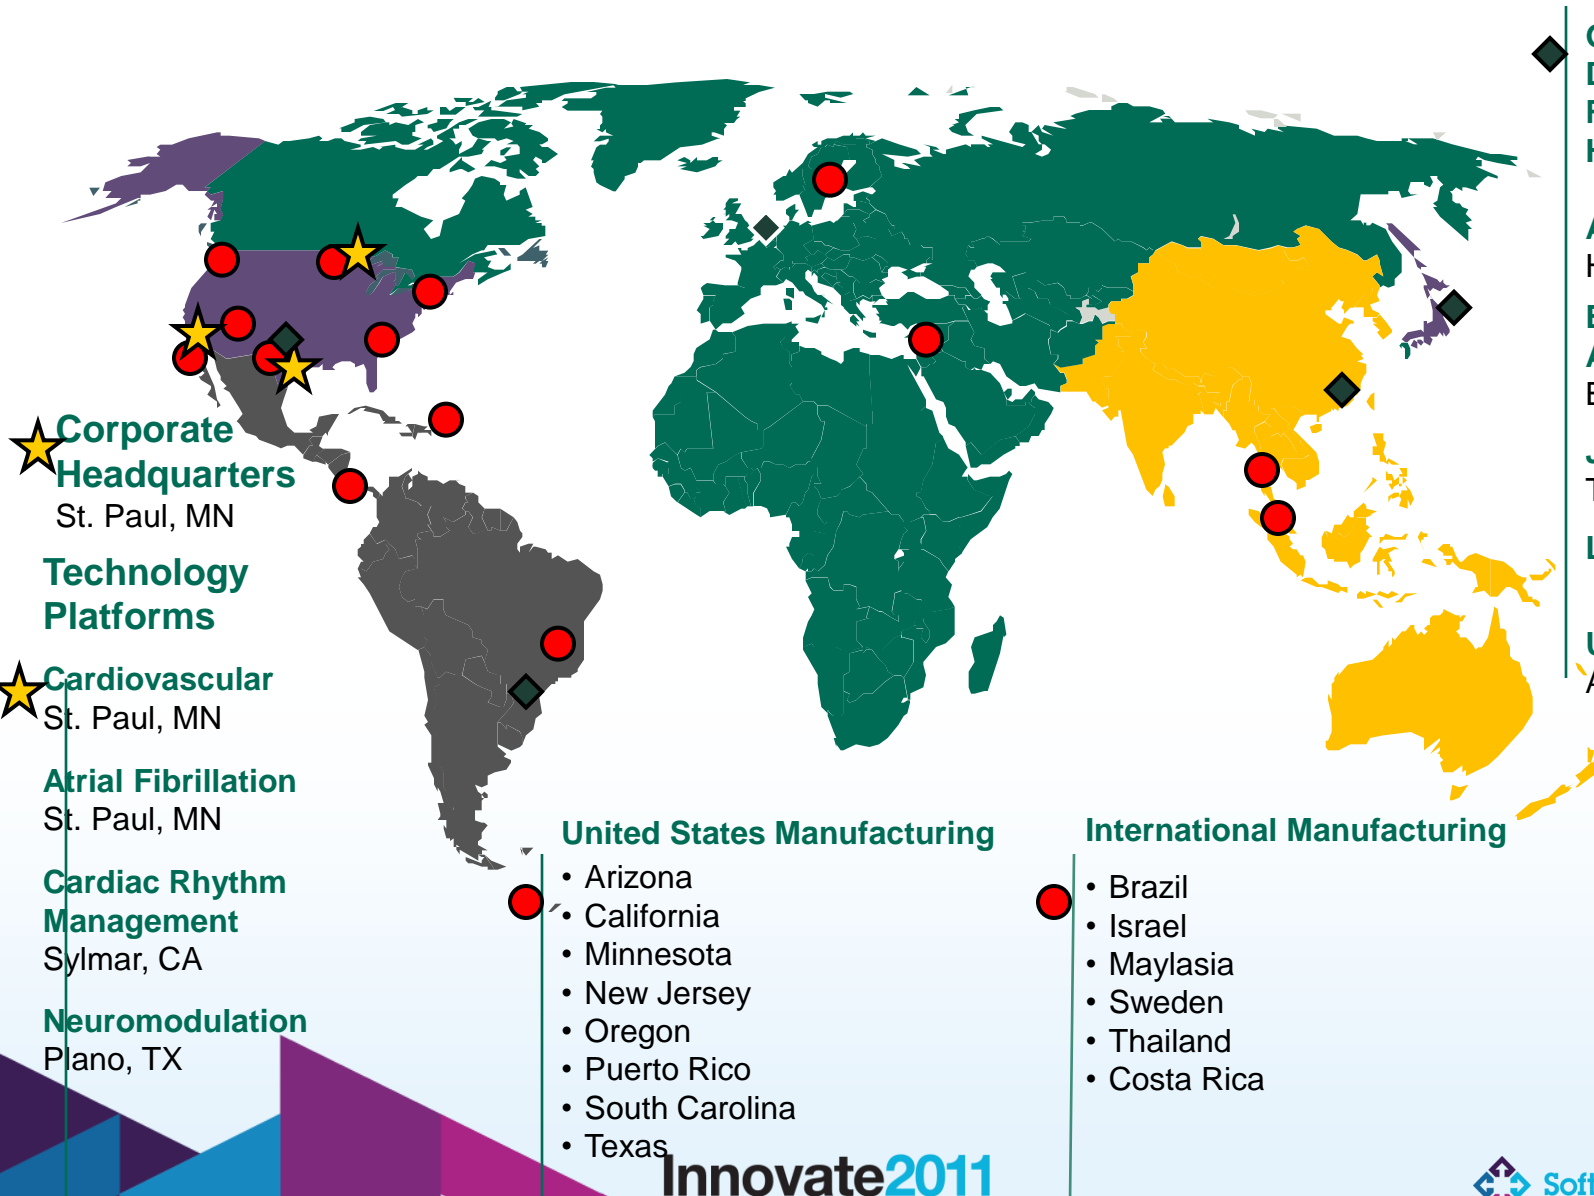 Corporate
Headquarters
St. Paul, MN
Technology
Platforms
Cardiovascular
St. Paul, MN
Atrial Fibrillation
St. Paul, MN
Cardiac Rhythm
Management
Sylmar, CA
Neuromodulation
Plano, TX
United States Manufacturing
• Arizona
• California
• Minnesota
• New Jersey
• Oregon
• Puerto Rico
• South Carolina
• Texas
International Manufacturing
• Brazil
• Israel
• Maylasia
• Sweden
• Thailand
• Costa Rica
Innovate2011